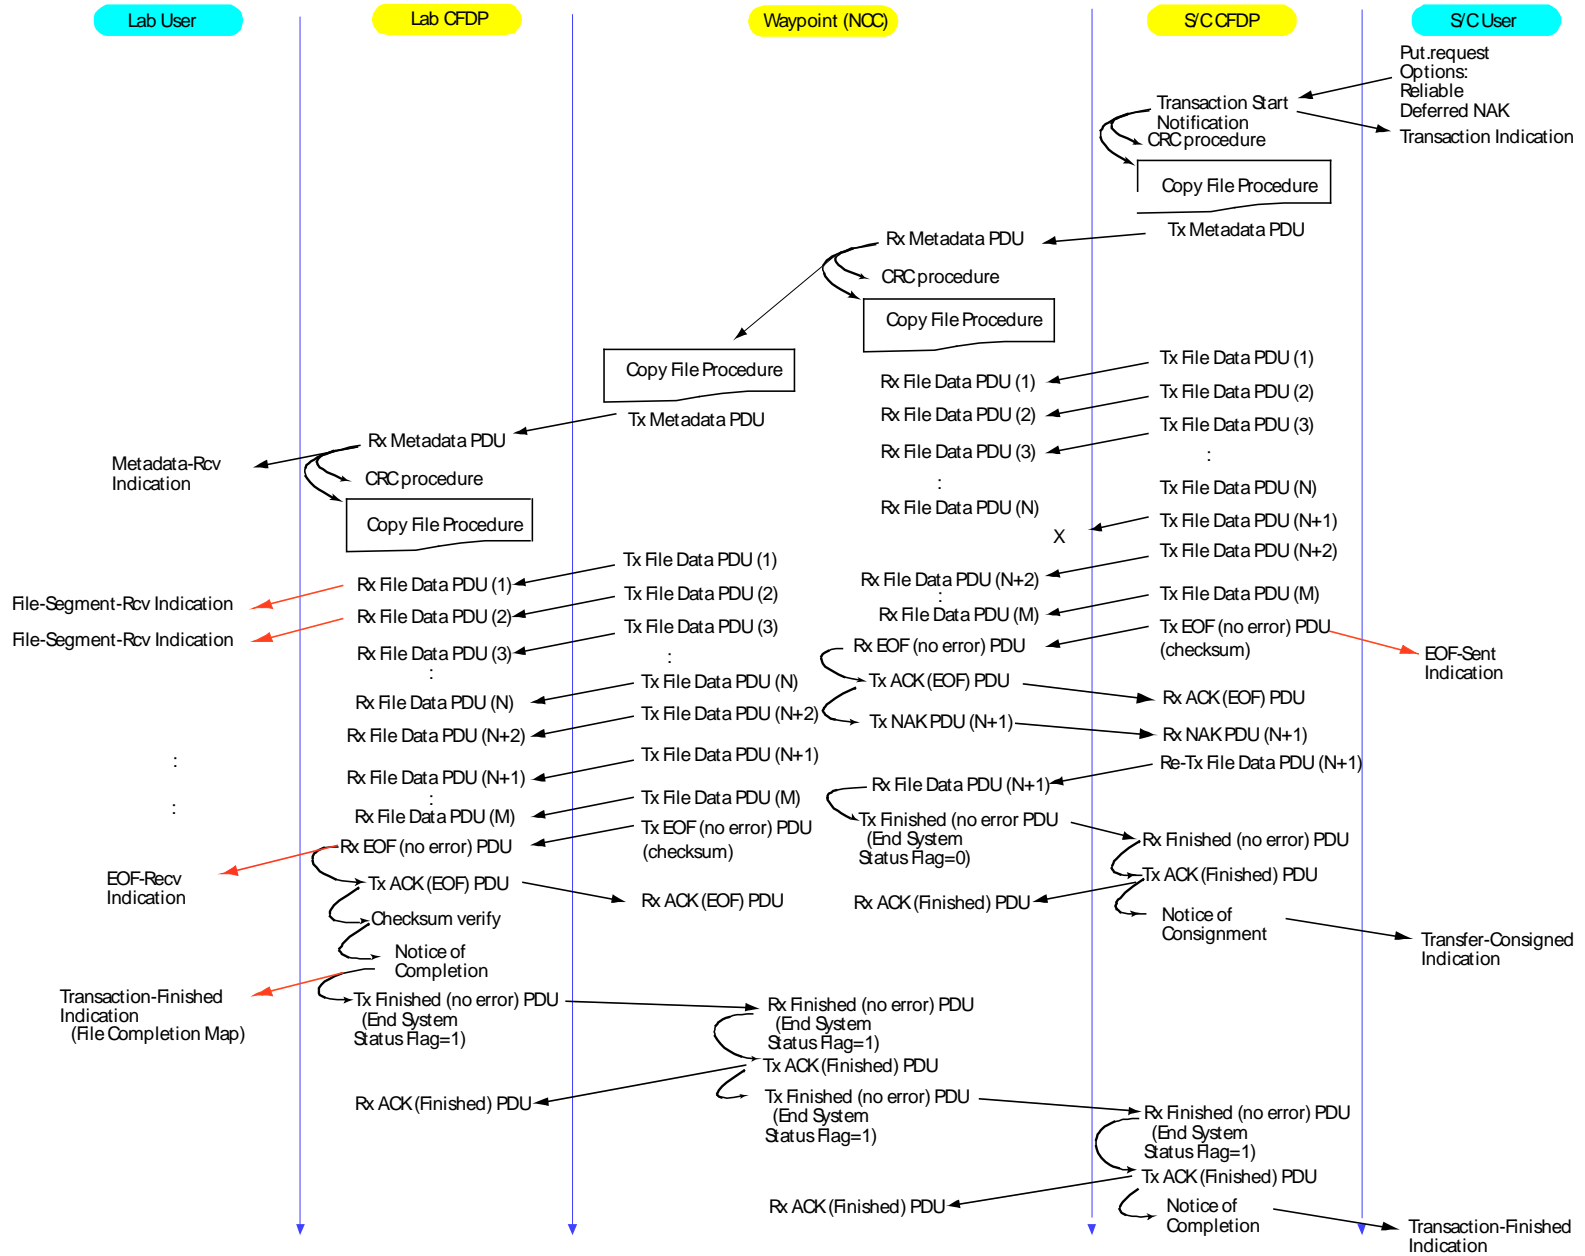 Lab User
Lab CFDP
Waypoint (NOC)
S/C CFDP
S/C User
Put.request
Options:
Reliable
Deferred NAK
Transaction Start
Notification
Transaction Indication
CRC procedure
Copy File Procedure
Tx Metadata PDU
Rx Metadata PDU
CRC procedure
Copy File Procedure
Copy File Procedure
Tx Metadata PDU
Rx Metadata PDU
Metadata-Rcv
Indication
CRC procedure
Copy File Procedure
Tx File Data PDU (1)
Rx File Data PDU (1)
Tx File Data PDU (2)
Rx File Data PDU (2)
Tx File Data PDU (3)
Rx File Data PDU (3)
:
:
Tx File Data PDU (N)
Rx File Data PDU (N)
Tx File Data PDU (N+1)
X
Tx File Data PDU (N+2)
Rx File Data PDU (N+2)
:
Tx File Data PDU (M)
Rx File Data PDU (M)
Tx EOF (no error) PDU
(checksum)
Rx EOF (no error) PDU
EOF-Sent
Indication
Tx ACK (EOF) PDU
Rx ACK (EOF) PDU
Tx NAK PDU (N+1)
Rx NAK PDU (N+1)
Re-Tx File Data PDU (N+1)
Rx File Data PDU (N+1)
Tx Finished (no error PDU
(End System
Status Flag=0)
Rx Finished (no error) PDU
Tx ACK (Finished) PDU
Rx ACK (Finished) PDU
Notice of
Consignment
Transfer-Consigned
Indication
Tx File Data PDU (1)
Rx File Data PDU (1)
File-Segment-Rcv Indication
Tx File Data PDU (2)
Rx File Data PDU (2)
File-Segment-Rcv Indication
Tx File Data PDU (3)
Rx File Data PDU (3)
:
:
Tx File Data PDU (N)
Rx File Data PDU (N)
Tx File Data PDU (N+2)
Rx File Data PDU (N+2)
Tx File Data PDU (N+1)
Rx File Data PDU (N+1)
:
:
:
Tx File Data PDU (M)
Rx File Data PDU (M)
Tx EOF (no error) PDU
(checksum)
Rx EOF (no error) PDU
EOF-Recv
Indication
Tx ACK (EOF) PDU
Rx ACK (EOF) PDU
Checksum verify
Notice of
Completion
Transaction-Finished
Indication
(File Completion Map)
Tx Finished (no error) PDU
(End System
Status Flag=1)
Rx Finished (no error) PDU
(End System
Status Flag=1)
Tx ACK (Finished) PDU
Rx ACK (Finished) PDU
Tx Finished (no error) PDU
(End System
Status Flag=1)
Rx Finished (no error) PDU
(End System
Status Flag=1)
Tx ACK (Finished) PDU
Rx ACK (Finished) PDU
Notice of
Completion
Transaction-Finished
Indication